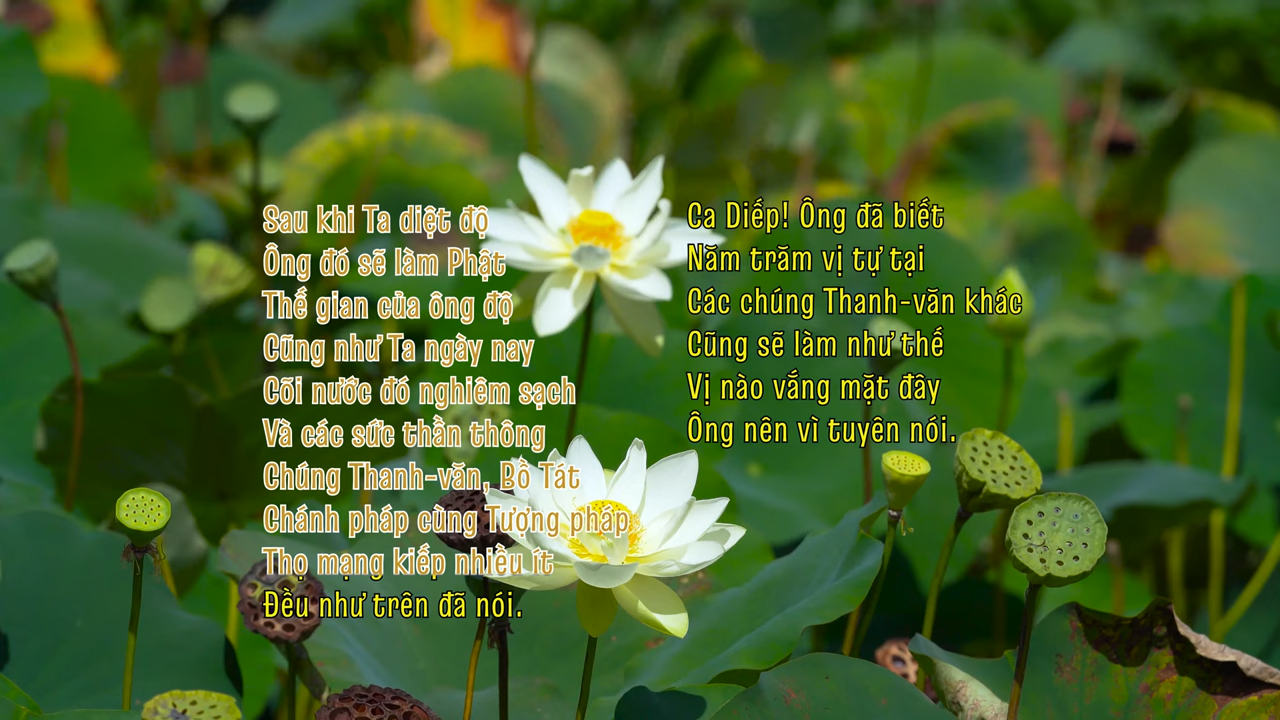 Sau khi Ta diệt độ
Ông đó sẽ làm Phật
Thế gian của ông độ
Cũng như Ta ngày nay
Cõi nước đó nghiêm sạch
Và các sức thần thông
Chúng Thanh-văn, Bồ Tát
Chánh pháp cùng Tượng pháp
Thọ mạng kiếp nhiều ít
Đều như trên đã nói.
Ca Diếp! Ông đã biết
Năm trăm vị tự tại
Các chúng Thanh-văn khác
Cũng sẽ làm như thế
Vị nào vắng mặt đây
Ông nên vì tuyên nói.